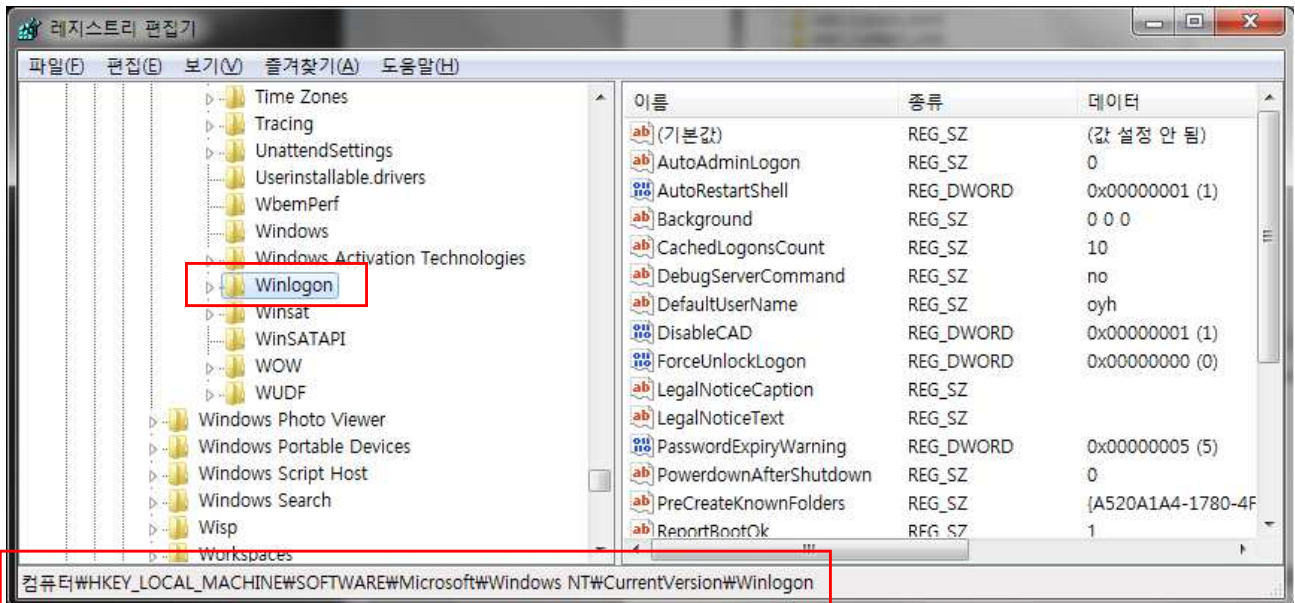 레지스트리 편집기
파일(F) 편집(E) 보기(V) 즐겨찾기(A) 도움말(H)
Time Zones
Tracing
UnattendSettings
Userinstallable.drivers
WbemPerf
Windows
Windows Activation Technologies
Winlogon
Winsat
WinSATAPI
WOW
WUDF
Windows Photo Viewer
Windows Portable Devices
Windows Script Host
Windows Search
Wisp
Workspaces
이름 종류 데이터
(기본값) REG_SZ (값 설정 안 됨)
AutoAdminLogon REG_SZ 0
AutoRestartShell REG_DWORD 0x00000001 (1)
Background REG_SZ 0 0 0
CachedLogonsCount REG_SZ 10
DebugServerCommand REG_SZ no
DefaultUserName REG_SZ oyh
DisableCAD REG_DWORD 0x00000001 (1)
ForceUnlockLogon REG_DWORD 0x00000000 (0)
LegalNoticeCaption REG_SZ
LegalNoticeText REG_SZ
PasswordExpiryWarning REG_DWORD 0x00000005 (5)
PowerdownAfterShutdown REG_SZ 0
PreCreateKnownFolders REG_SZ {A520A1A4-1780-4F
ReportBootOk REG_SZ 1
컴퓨터₩HKEY_LOCAL_MACHINE₩SOFTWARE₩Microsoft₩Windows NT₩CurrentVersion₩Winlogon